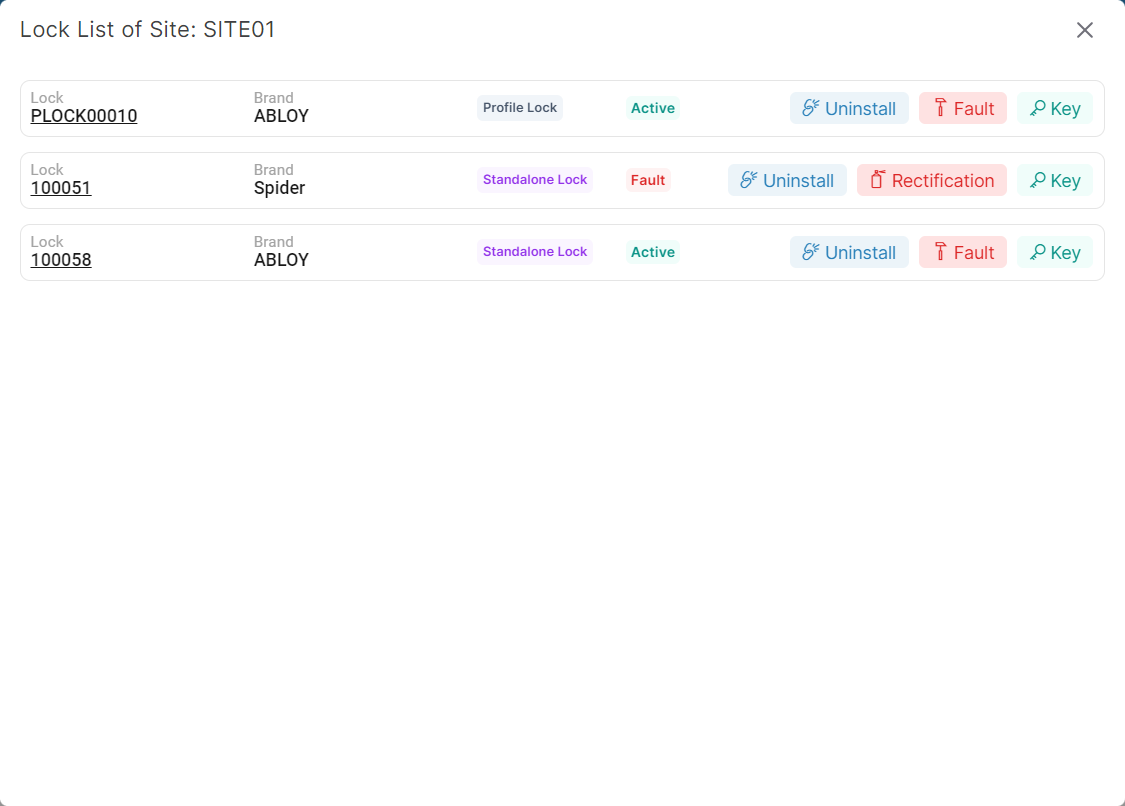 Lock List of Site: SITE01
Lock Brand
PLOCK00010 ABLOY Profile Lock Active Uninstall Fault Key
Lock Brand
100051 Spider Standalone Lock Fault Uninstall Rectification Key
Lock Brand
100058 ABLOY Standalone Lock Active Uninstall Fault Key